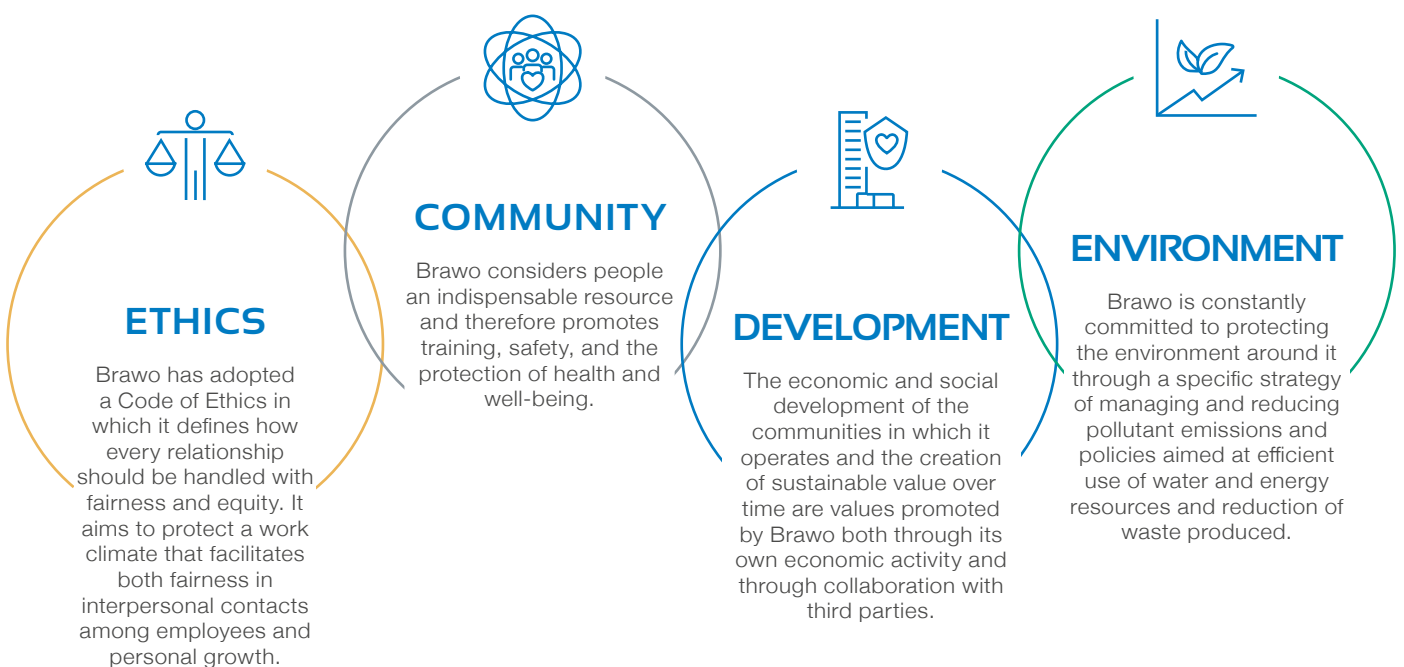 ETHICS
Brawo has adopted
a Code of Ethics in
which it defines how
every relationship
should be handled with
fairness and equity. It
aims to protect a work
climate that facilitates
both fairness in
interpersonal contacts
among employees and
personal growth.
COMMUNITY
Brawo considers people
an indispensable resource
and therefore promotes
training, safety, and the
protection of health and
well-being.
DEVELOPMENT
The economic and social
development of the
communities in which it
operates and the creation
of sustainable value over
time are values promoted
by Brawo both through its
own economic activity and
through collaboration with
third parties.
ENVIRONMENT
Brawo is constantly
committed to protecting
the environment around it
through a specific strategy
of managing and reducing
pollutant emissions and
policies aimed at efficient
use of water and energy
resources and reduction of
waste produced.